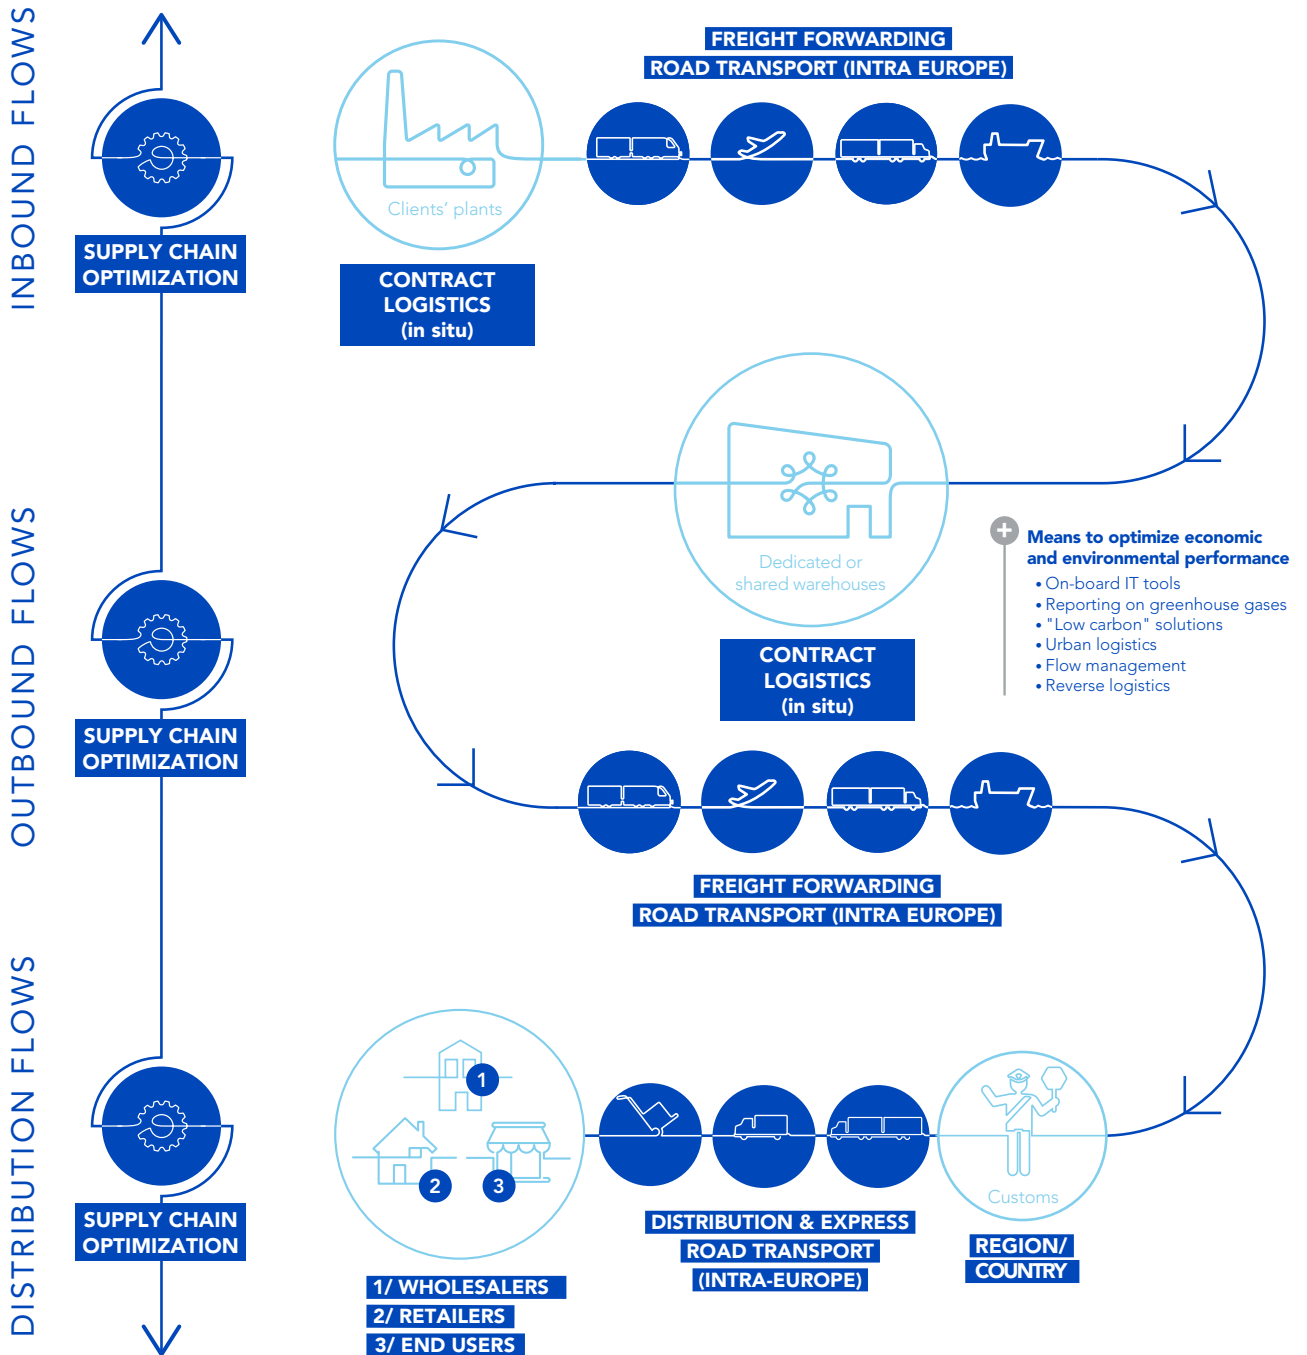 INBOUND FLOWS
SUPPLY CHAIN
OPTIMIZATION
FREIGHT FORWARDING
ROAD TRANSPORT (INTRA EUROPE)
Clients' plants
CONTRACT
LOGISTICS
(in situ)
OUTBOUND FLOWS
SUPPLY CHAIN
OPTIMIZATION
Dedicated or
shared warehouses
CONTRACT
LOGISTICS
(in situ)
+
Means to optimize economic
and environmental performance
• On-board IT tools
• Reporting on greenhouse gases
• "Low carbon" solutions
• Urban logistics
• Flow management
• Reverse logistics
FREIGHT FORWARDING
ROAD TRANSPORT (INTRA EUROPE)
DISTRIBUTION FLOWS
SUPPLY CHAIN
OPTIMIZATION
1
2
3
1/ WHOLESALERS
2/ RETAILERS
3/ END USERS
DISTRIBUTION & EXPRESS
ROAD TRANSPORT
(INTRA-EUROPE)
Customs
REGION/
COUNTRY